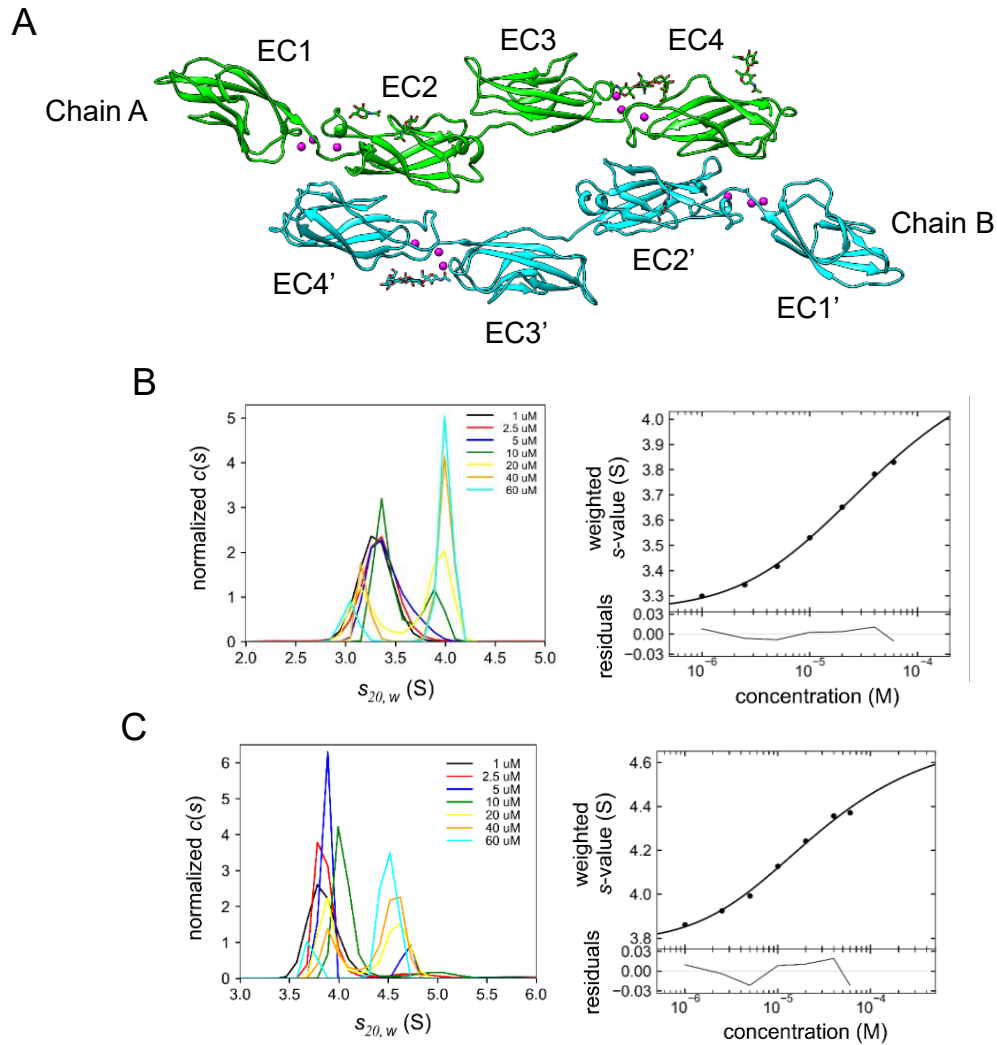 A
EC1
EC2
EC3
EC4
Chain A
Chain B
EC4’
EC3’
EC2’
EC1’
B
normalized c(s)
5
4
3
2
1
0
2.0 2.5 3.0 3.5 4.0 4.5 5.0
s20, w (S)
1 uM
2.5 uM
5 uM
10 uM
20 uM
40 uM
60 uM
weighted
s-value (S)
4.0
3.9
3.8
3.7
3.6
3.5
3.4
3.3
residuals
0.03
0.00
−0.03
10−6 10−5 10−4
concentration (M)
C
normalized c(s)
6
5
4
3
2
1
0
3.0 3.5 4.0 4.5 5.0 5.5 6.0
s20, w (S)
1 uM
2.5 uM
5 uM
10 uM
20 uM
40 uM
60 uM
weighted
s-value (S)
4.6
4.4
4.2
4.0
3.8
residuals
0.03
0.00
−0.03
10−6 10−5 10−4
concentration (M)